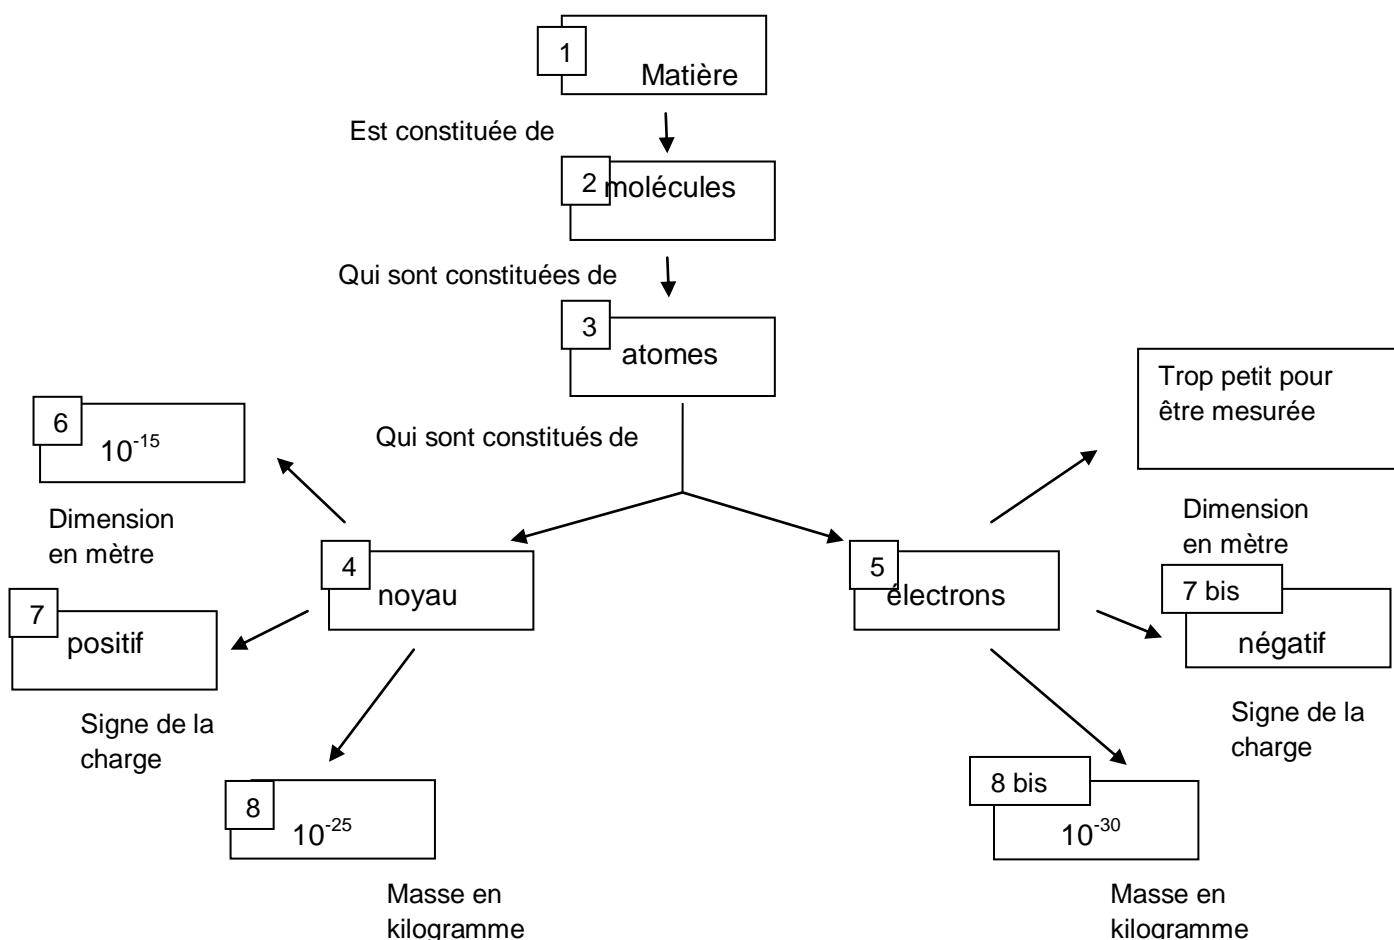 1
Matière
Est constituée de
2
molécules
Qui sont constituées de
3
atomes
Qui sont constitués de
6
10⁻¹⁵
Dimension
en mètre
Trop petit pour
être mesurée
Dimension
en mètre
4
noyau
5
électrons
7
positif
Signe de la
charge
7 bis
négatif
Signe de la
charge
8
10⁻²⁵
Masse en
kilogramme
8 bis
10⁻³⁰
Masse en
kilogramme